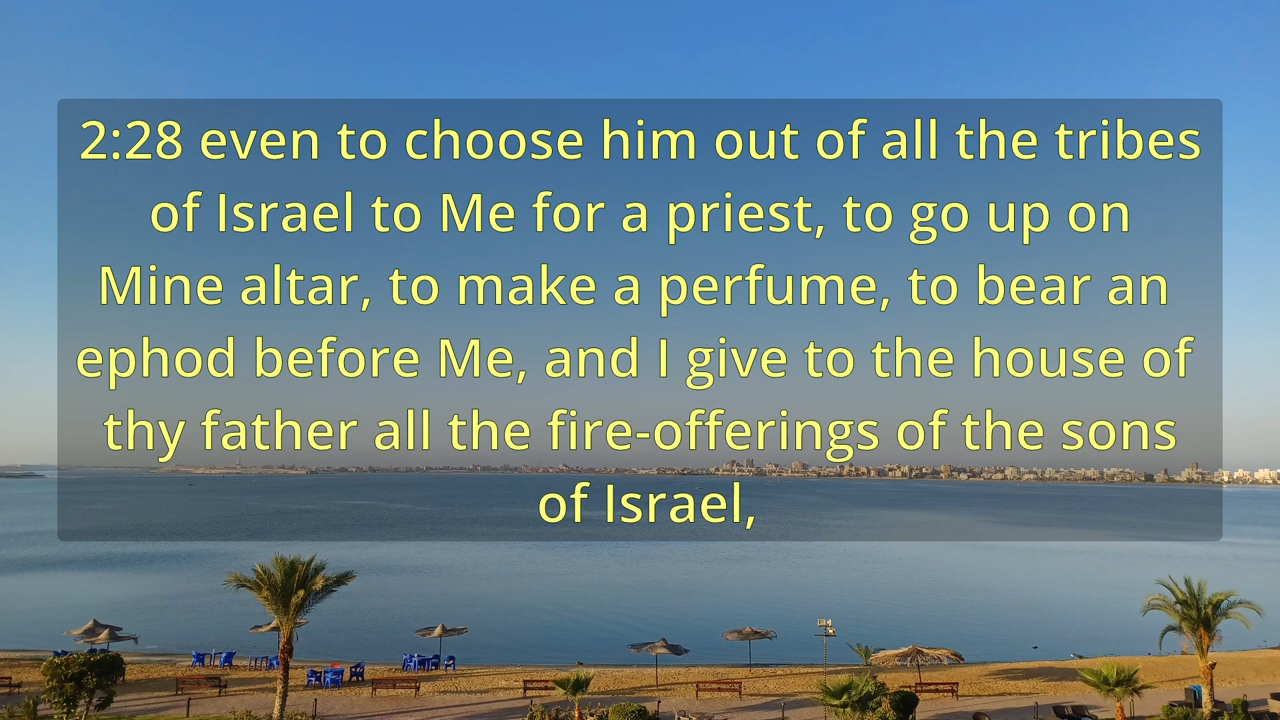 2:28 even to choose him out of all the tribes
of Israel to Me for a priest, to go up on
Mine altar, to make a perfume, to bear an
ephod before Me, and I give to the house of
thy father all the fire-offerings of the sons
of Israel,